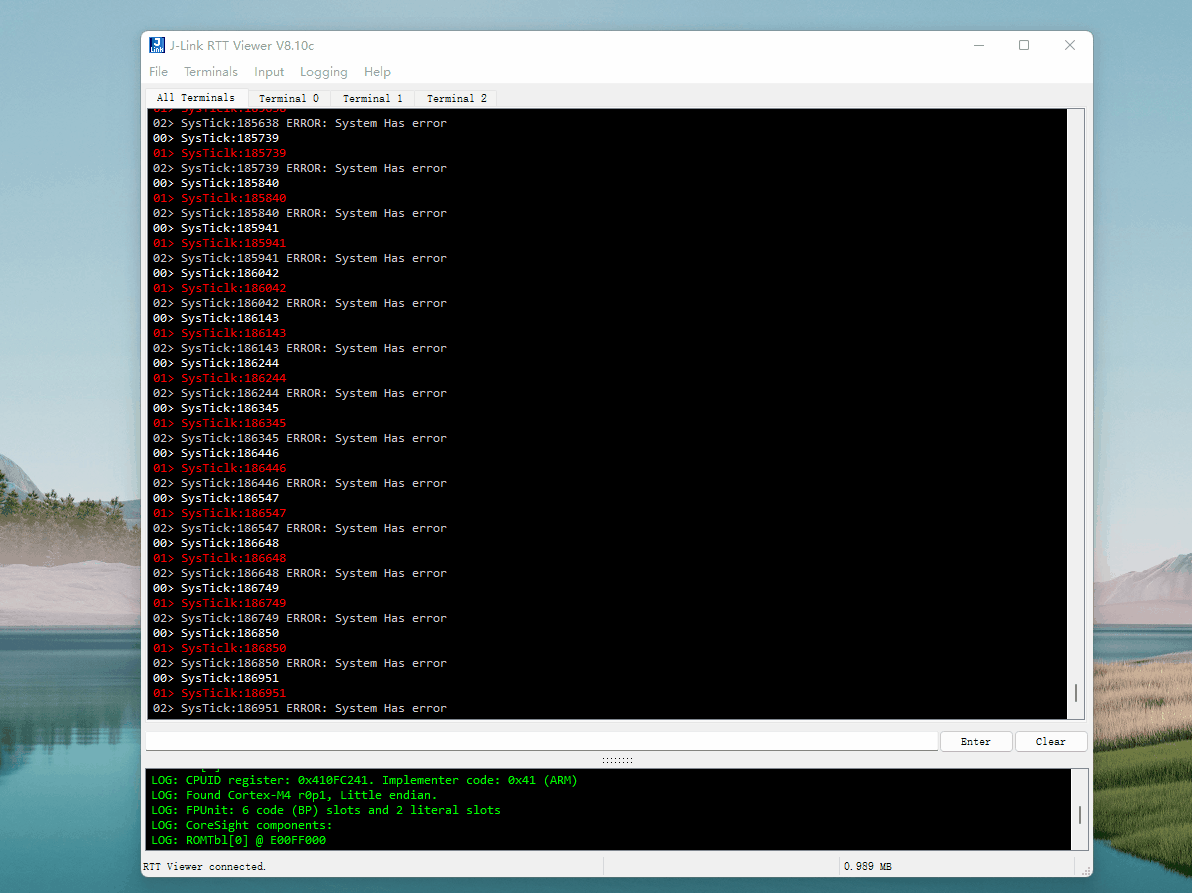 J-Link RTT Viewer V8.10c
File Terminals Input Logging Help
All Terminals Terminal 0 Terminal 1 Terminal 2
02> SysTick:185638 ERROR: System Has error
00> SysTick:185739
01> SysTiclk:185739
02> SysTick:185739 ERROR: System Has error
00> SysTick:185840
01> SysTiclk:185840
02> SysTick:185840 ERROR: System Has error
00> SysTick:185941
01> SysTiclk:185941
02> SysTick:185941 ERROR: System Has error
00> SysTick:186042
01> SysTiclk:186042
02> SysTick:186042 ERROR: System Has error
00> SysTick:186143
01> SysTiclk:186143
02> SysTick:186143 ERROR: System Has error
00> SysTick:186244
01> SysTiclk:186244
02> SysTick:186244 ERROR: System Has error
00> SysTick:186345
01> SysTiclk:186345
02> SysTick:186345 ERROR: System Has error
00> SysTick:186446
01> SysTiclk:186446
02> SysTick:186446 ERROR: System Has error
00> SysTick:186547
01> SysTiclk:186547
02> SysTick:186547 ERROR: System Has error
00> SysTick:186648
01> SysTiclk:186648
02> SysTick:186648 ERROR: System Has error
00> SysTick:186749
01> SysTiclk:186749
02> SysTick:186749 ERROR: System Has error
00> SysTick:186850
01> SysTiclk:186850
02> SysTick:186850 ERROR: System Has error
00> SysTick:186951
01> SysTiclk:186951
02> SysTick:186951 ERROR: System Has error
Enter Clear
LOG: CPUID register: 0x410FC241. Implementer code: 0x41 (ARM)
LOG: Found Cortex-M4 r0p1, Little endian.
LOG: FPUnit: 6 code (BP) slots and 2 literal slots
LOG: CoreSight components:
LOG: ROMTbl[0] @ E00FF000
RTT Viewer connected. 0.989 MB